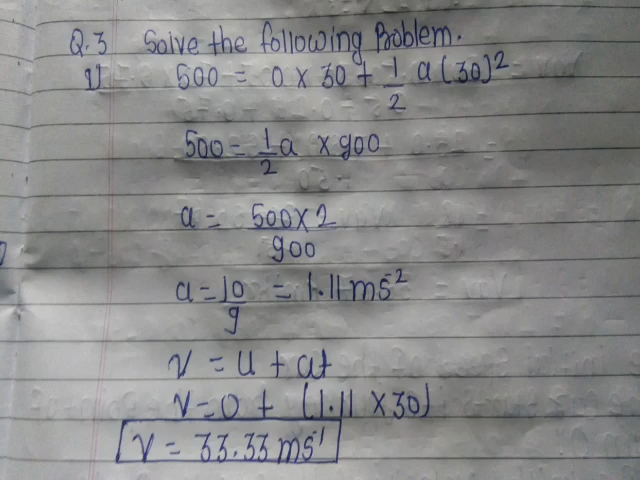 Q.3 Solve the following Problem.
1) 500 = 0 × 30 + 1/2 a (30)²
500 = 1/2 a × 900
a = 500×2/900
a = 10/9 = 1.11 ms⁻²
v = u + at
v = 0 + (1.11 × 30)
v = 33.33 ms⁻¹